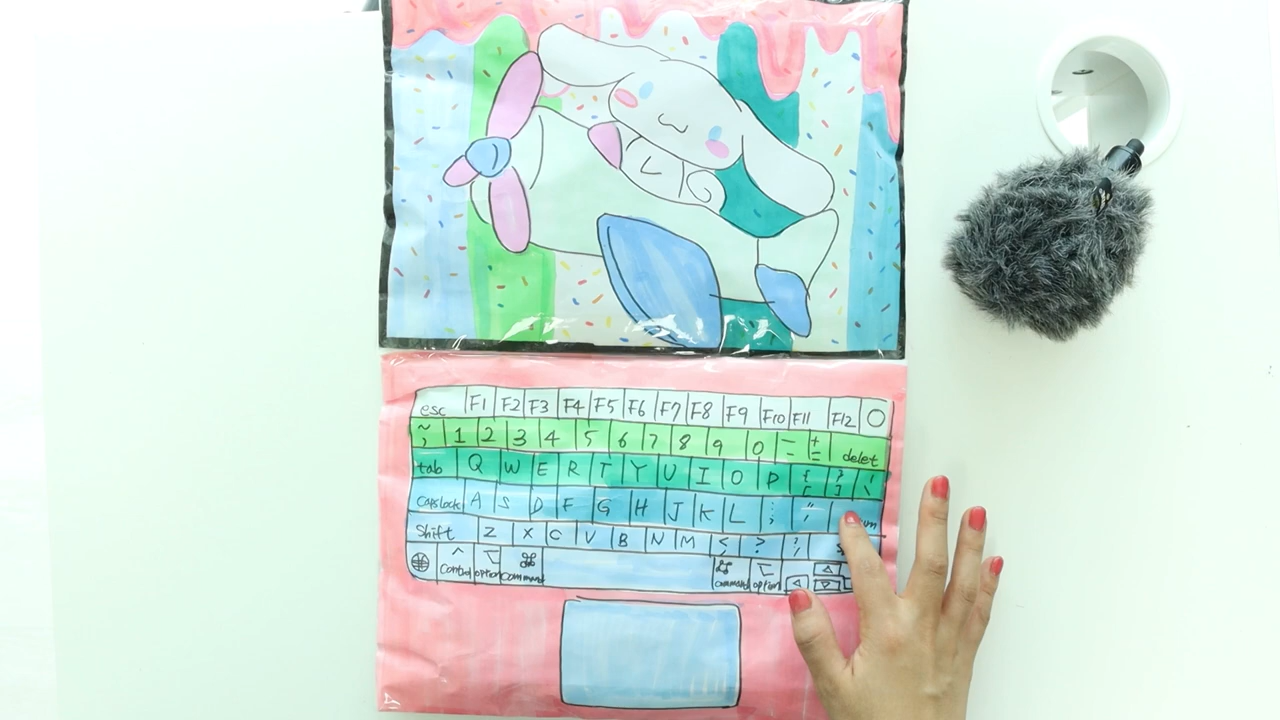 esc F1 F2 F3 F4 F5 F6 F7 F8 F9 F10 F11 F12
~ ; 1 2 3 4 5 6 7 8 9 0 - - + = delet
tab Q W E R T Y U I O P { [ } ] \
Capslock A S D F G H J K L ; : " ,
Shift Z X C V B N M < , > . ? /
^ Control option ⌘ command ⌘ command option